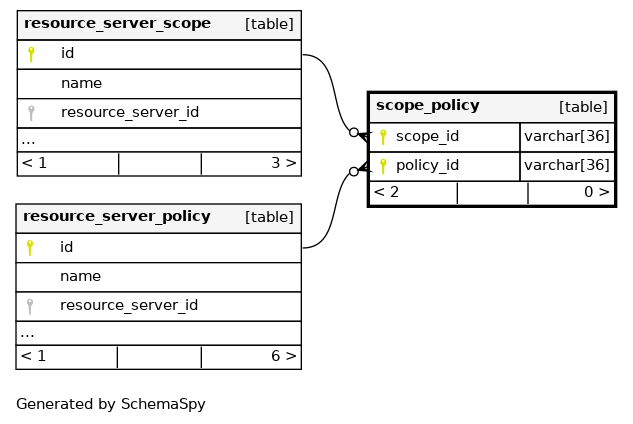 resource_server_scope [table]
id
name
resource_server_id
...
< 1 3 >
scope_policy [table]
scope_id varchar[36]
policy_id varchar[36]
< 2 0 >
resource_server_policy [table]
id
name
resource_server_id
...
< 1 6 >
Generated by SchemaSpy